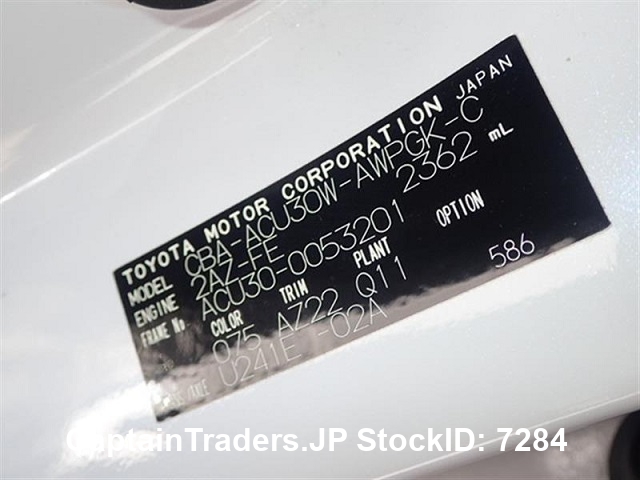 TOYOTA MOTOR CORPORATION JAPAN
MODEL CBA-ACU30W-AWPGK-C
ENGINE 2AZ-FE 2362 mL
FRAME No. ACU30-0053201
COLOR TRIM PLANT OPTION
075 AZ22 Q11 586
U241E -02A
CaptainTraders.JP StockID: 7284